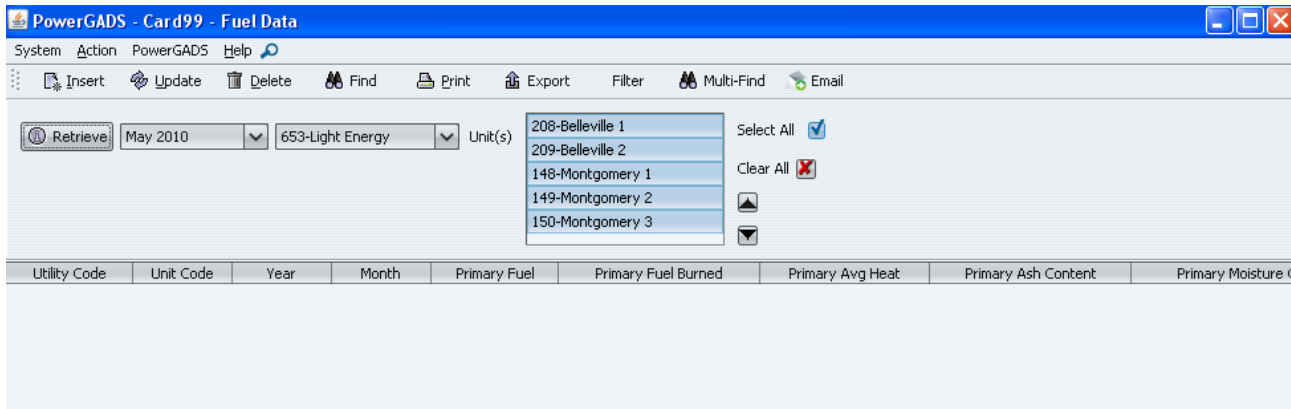 PowerGADS - Card99 - Fuel Data
System Action PowerGADS Help
Insert Update Delete Find Print Export Filter Multi-Find Email
Retrieve May 2010 653-Light Energy Unit(s)
208-Belleville 1
209-Belleville 2
148-Montgomery 1
149-Montgomery 2
150-Montgomery 3
Select All
Clear All
Utility Code Unit Code Year Month Primary Fuel Primary Fuel Burned Primary Avg Heat Primary Ash Content Primary Moisture